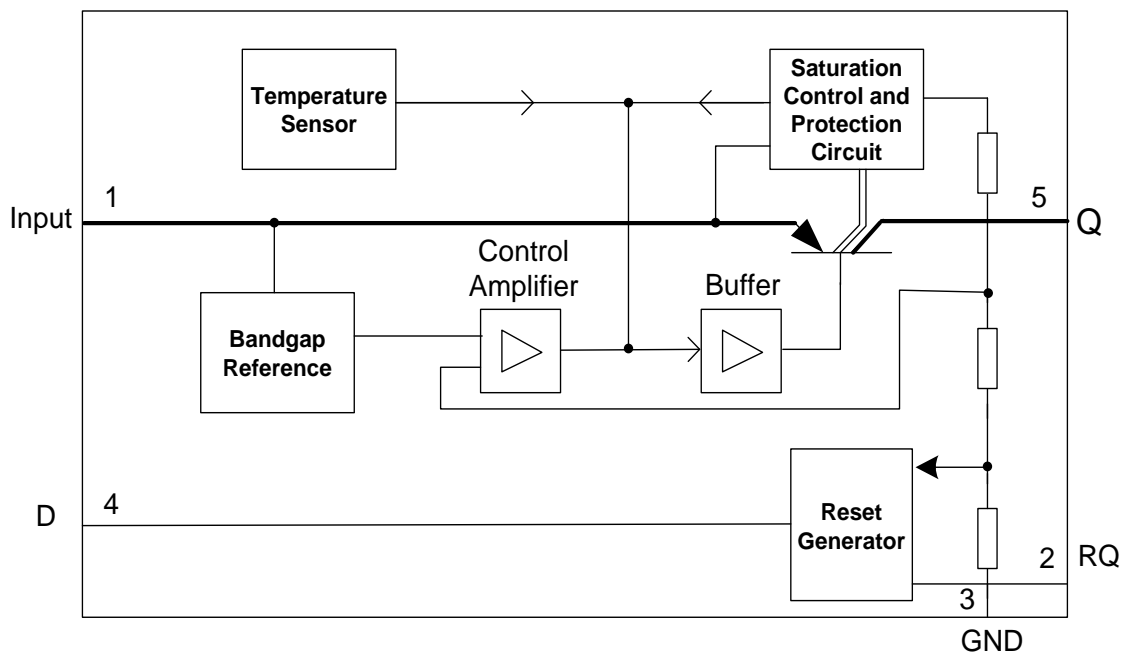 Temperature
Sensor
Saturation
Control and
Protection
Circuit
1
5
Input
Q
Control
Amplifier
Buffer
Bandgap
Reference
D
4
Reset
Generator
2
RQ
3
GND